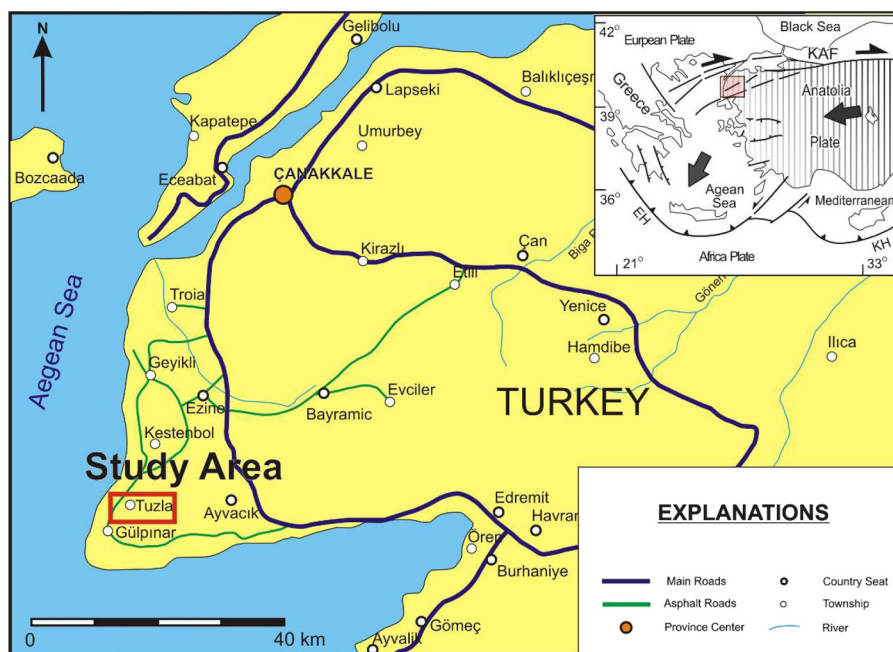 N
Gelibolu
Lapseki
Balıklıçeşr
Kapatepe
Umurbey
Bozcaada
Eceabat
ÇANAKKALE
Kirazlı
Çan
Biga
Etili
Troia
Yenice
Gönen
Hamdibe
Ilıca
Aegean Sea
Geyikli
Ezine
Bayramic
Evciler
TURKEY
Kestenbol
Study Area
Tuzla
Ayvacık
Gülpınar
Edremit
Havran
Ören
Burhaniye
Gömeç
Ayvalik
0
40 km
42°
39°
36°
21°
33°
Black Sea
Eurpean Plate
KAF
Greece
Anatolia
Plate
Agean
Sea
Mediterranean
EH
KH
Africa Plate
EXPLANATIONS
Main Roads
Country Seat
Asphalt Roads
Township
Province Center
River